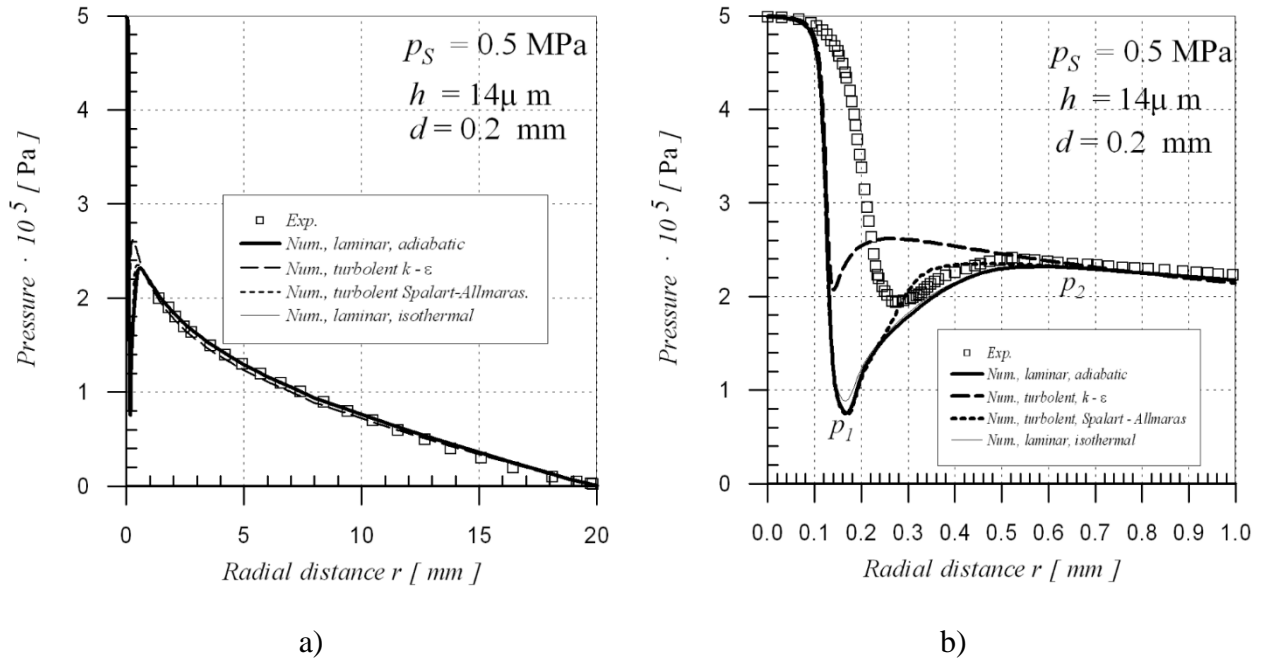 5
4
3
2
1
0
Pressure · 10 5 [ Pa ]
pS = 0.5 MPa
h = 14μ m
d = 0.2 mm
Exp.
Num., laminar, adiabatic
Num., turbolent k - ε
Num., turbolent Spalart-Allmaras.
Num., laminar, isothermal
0 5 10 15 20
Radial distance r [ mm ]
a)
5
4
3
2
1
0
Pressure · 10 5 [ Pa ]
pS = 0.5 MPa
h = 14μ m
d = 0.2 mm
p2
p1
Exp.
Num., laminar, adiabatic
Num., turbolent, k - ε
Num., turbolent, Spalart - Allmaras
Num., laminar, isothermal
0.0 0.1 0.2 0.3 0.4 0.5 0.6 0.7 0.8 0.9 1.0
Radial distance r [ mm ]
b)